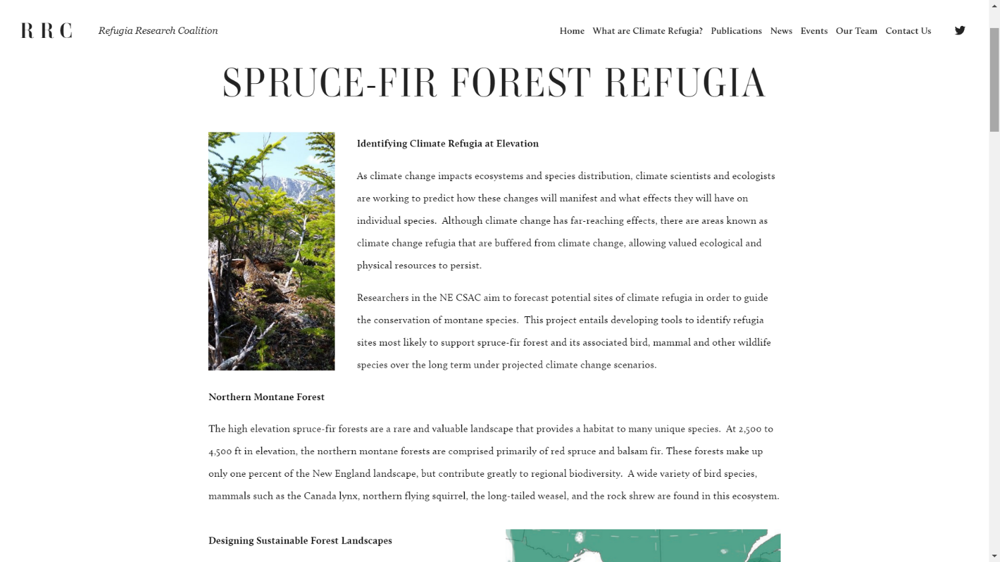 RRC
Refugia Research Coalition
Home What are Climate Refugia? Publications News Events Our Team Contact Us
SPRUCE-FIR FOREST REFUGIA
Identifying Climate Refugia at Elevation
As climate change impacts ecosystems and species distribution, climate scientists and ecologists
are working to predict how these changes will manifest and what effects they will have on
individual species.  Although climate change has far-reaching effects, there are areas known as
climate change refugia that are buffered from climate change, allowing valued ecological and
physical resources to persist.
Researchers in the NE CSAC aim to forecast potential sites of climate refugia in order to guide
the conservation of montane species.  This project entails developing tools to identify refugia
sites most likely to support spruce-fir forest and its associated bird, mammal and other wildlife
species over the long term under projected climate change scenarios.
Northern Montane Forest
The high elevation spruce-fir forests are a rare and valuable landscape that provides a habitat to many unique species.  At 2,500 to
4,500 ft in elevation, the northern montane forests are comprised primarily of red spruce and balsam fir. These forests make up
only one percent of the New England landscape, but contribute greatly to regional biodiversity.  A wide variety of bird species,
mammals such as the Canada lynx, northern flying squirrel, the long-tailed weasel, and the rock shrew are found in this ecosystem.
Designing Sustainable Forest Landscapes